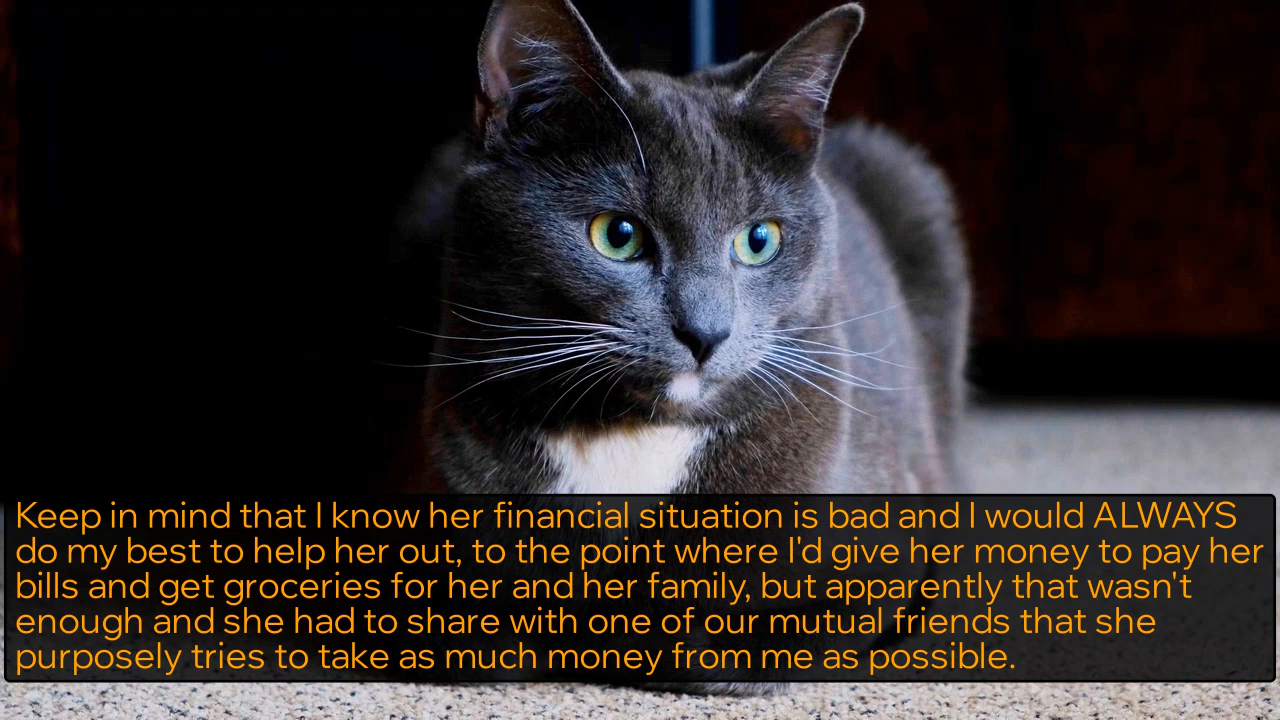 Keep in mind that I know her financial situation is bad and I would ALWAYS
do my best to help her out, to the point where I'd give her money to pay her
bills and get groceries for her and her family, but apparently that wasn't
enough and she had to share with one of our mutual friends that she
purposely tries to take as much money from me as possible.